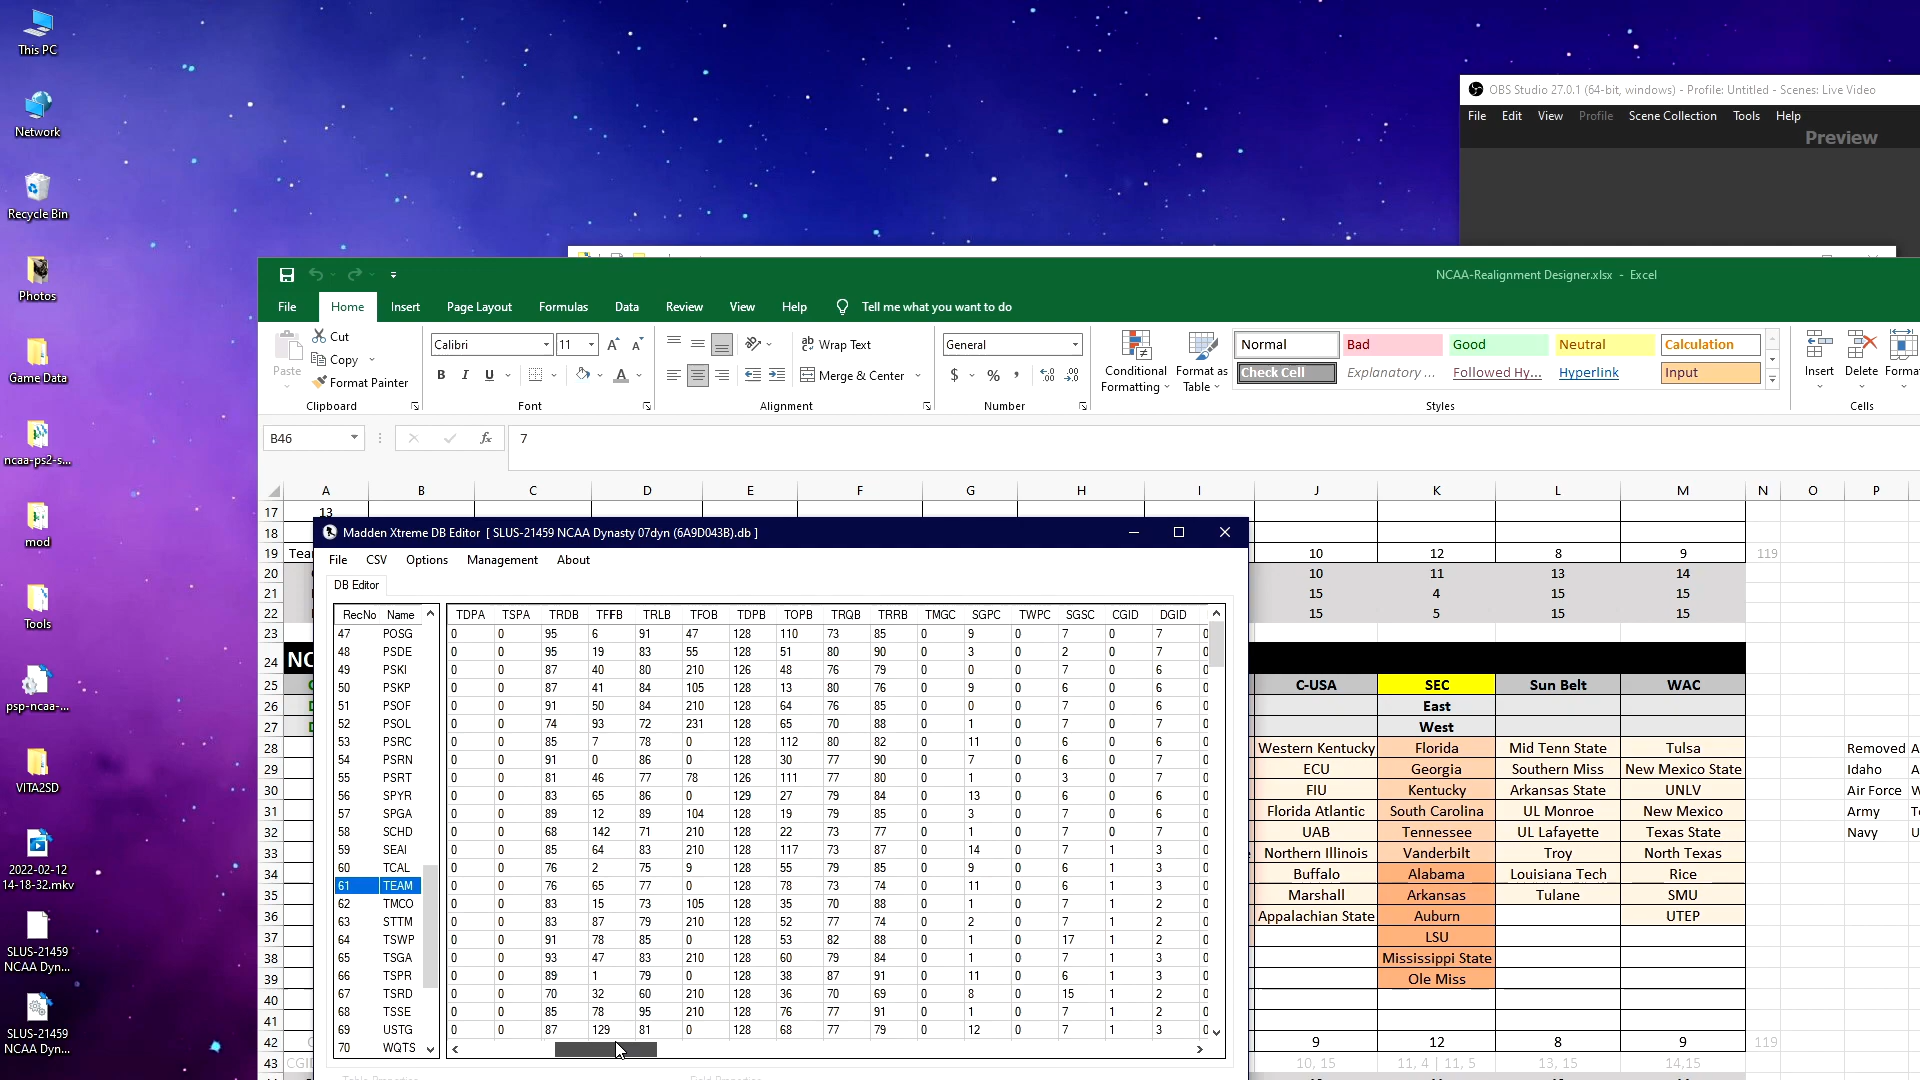 This PC
Network
Recycle Bin
Photos
Game Data
ncaa-ps2-s...
mod
Tools
psp-ncaa-...
VITA2SD
2022-02-12
14-18-32.mkv
SLUS-21459
NCAA Dyn...
SLUS-21459
NCAA Dyn...
OBS Studio 27.0.1 (64-bit, windows) - Profile: Untitled - Scenes: Live Video
File Edit View Profile Scene Collection Tools Help
Preview
NCAA-Realignment Designer.xlsx - Excel
File Home Insert Page Layout Formulas Data Review View Help Tell me what you want to do
Paste Cut Copy Format Painter
Calibri 11
B I U
Wrap Text
Merge & Center
General
$ %
Conditional Formatting
Format as Table
Normal Bad Good Neutral Calculation
Check Cell Explanatory ... Followed Hy... Hyperlink Input
Insert Delete Forma
Clipboard Font Alignment Number Styles Cells
B46 fx 7
A B C D E F G H I J K L M N O P
17 13
18
19 Tea 10 12 8 9 119
20 10 11 13 14
21 15 4 15 15
22 15 5 15 15
23
24 NC
25 C-USA SEC Sun Belt WAC
26 East
27 West
28 Western Kentucky Florida Mid Tenn State Tulsa Removed A
29 ECU Georgia Southern Miss New Mexico State Idaho A
30 FIU Kentucky Arkansas State UNLV Air Force W
31 Florida Atlantic South Carolina UL Monroe New Mexico Army T
32 UAB Tennessee UL Lafayette Texas State Navy U
33 Northern Illinois Vanderbilt Troy North Texas
34 Buffalo Alabama Louisiana Tech Rice
35 Marshall Arkansas Tulane SMU
36 Appalachian State Auburn UTEP
37 LSU
38 Mississippi State
39 Ole Miss
40
41
42 9 12 8 9 119
43 CGI 10, 15 11, 4 | 11, 5 13, 15 14,15
Madden Xtreme DB Editor [ SLUS-21459 NCAA Dynasty 07dyn (6A9D043B).db ]
File CSV Options Management About
DB Editor
RecNo Name TDPA TSPA TRDB TFFB TRLB TFOB TDPB TOPB TRQB TRRB TMGC SGPC TWPC SGSC CGID DGID
47 POSG 0 0 95 6 91 47 128 110 73 85 0 9 0 7 0 7 0
48 PSDE 0 0 95 19 83 55 128 51 80 90 0 3 0 2 0 7 0
49 PSKI 0 0 87 40 80 210 126 48 76 79 0 0 0 7 0 6 0
50 PSKP 0 0 87 41 84 105 128 13 80 76 0 9 0 6 0 6 0
51 PSOF 0 0 91 50 84 210 128 64 76 85 0 0 0 7 0 6 0
52 PSOL 0 0 74 93 72 231 128 65 70 88 0 1 0 7 0 7 0
53 PSRC 0 0 85 7 78 0 128 112 80 82 0 11 0 6 0 6 0
54 PSRN 0 0 91 0 86 0 128 30 77 90 0 7 0 6 0 7 0
55 PSRT 0 0 81 46 77 78 126 111 77 80 0 1 0 3 0 7 0
56 SPYR 0 0 83 65 86 0 129 27 79 84 0 13 0 6 0 6 0
57 SPGA 0 0 89 12 89 104 128 19 79 85 0 3 0 7 0 6 0
58 SCHD 0 0 68 142 71 210 128 22 73 77 0 1 0 7 0 7 0
59 SEAI 0 0 85 64 83 210 128 117 73 87 0 14 0 7 1 3 0
60 TCAL 0 0 76 2 75 9 128 55 79 85 0 9 0 6 1 3 0
61 TEAM 0 0 76 65 77 0 128 78 73 74 0 11 0 6 1 3 0
62 TMCO 0 0 83 15 73 105 128 35 70 88 0 1 0 7 1 2 0
63 STTM 0 0 83 87 79 210 128 52 77 74 0 2 0 7 1 2 0
64 TSWP 0 0 91 78 85 0 128 53 82 88 0 1 0 17 1 2 0
65 TSGA 0 0 93 47 83 210 128 60 79 84 0 1 0 7 1 3 0
66 TSPR 0 0 89 1 79 0 128 38 87 91 0 11 0 6 1 3 0
67 TSRD 0 0 70 32 60 210 128 36 70 69 0 8 0 15 1 2 0
68 TSSE 0 0 85 78 95 210 128 76 77 91 0 1 0 7 1 2 0
69 USTG 0 0 87 129 81 0 128 68 77 79 0 12 0 7 1 3 0
70 WQTS